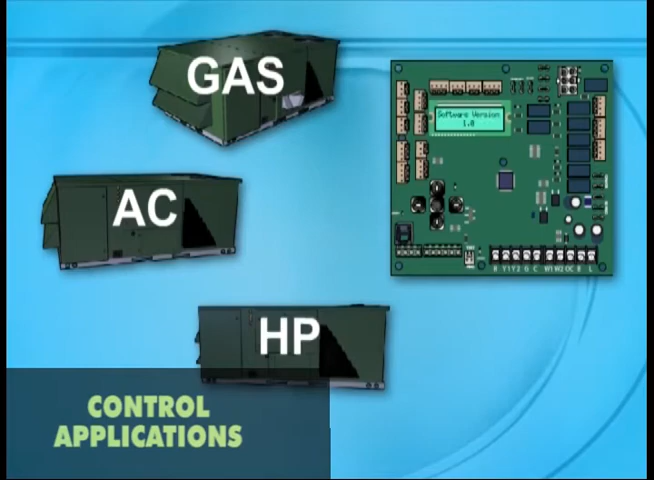 GAS
Software Version
1.0
AC
R Y1 Y2 G C W1 W2 OC B L
HP
CONTROL
APPLICATIONS